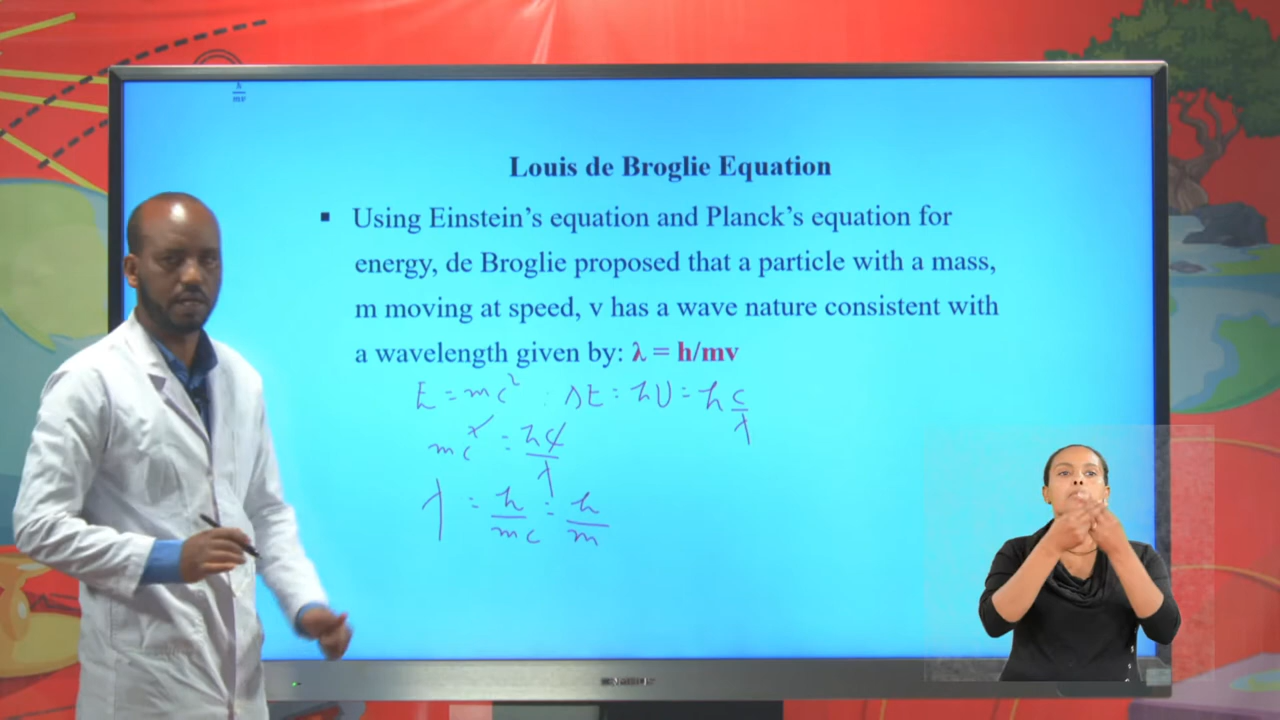 h
mv
Louis de Broglie Equation
▪ Using Einstein's equation and Planck's equation for
energy, de Broglie proposed that a particle with a mass,
m moving at speed, v has a wave nature consistent with
a wavelength given by: λ = h/mv
E = mc² : ΔE = hυ = hc/λ
mc² = hc/λ
λ = h/mc = h/m